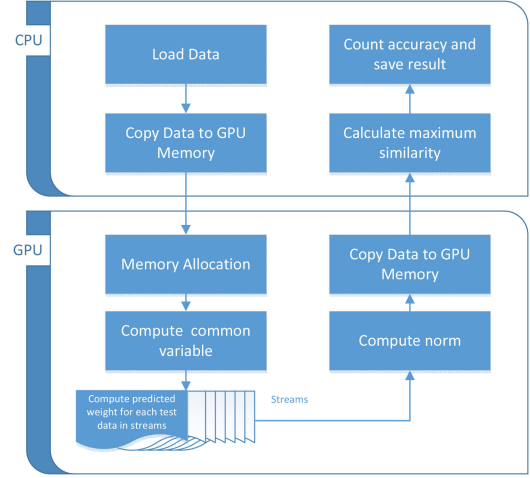 CPU
Load Data
Copy Data to GPU
Memory
Count accuracy and
save result
Calculate maximum
similarity
GPU
Memory Allocation
Compute common
variable
Compute predicted
weight for each test
data in streams
Streams
Copy Data to GPU
Memory
Compute norm